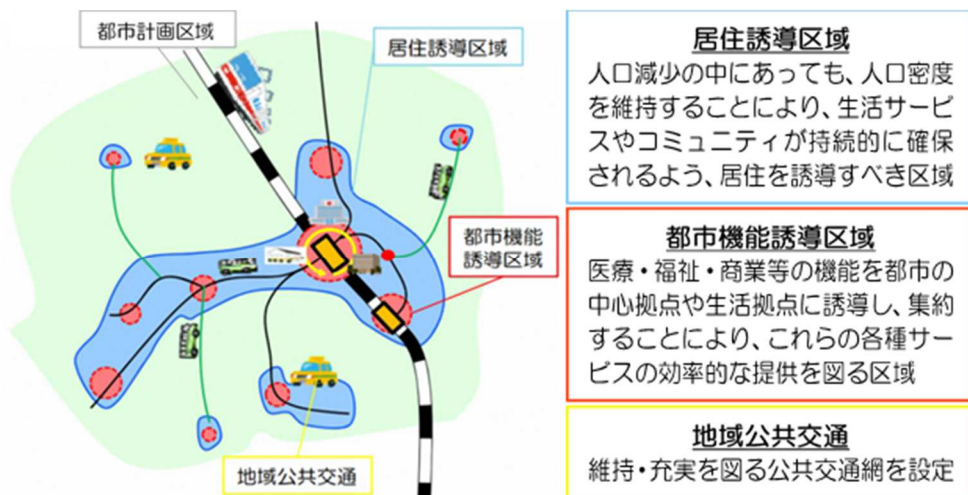 都市計画区域
居住誘導区域
都市機能
誘導区域
地域公共交通
居住誘導区域
人口減少の中にあっても、人口密度
を維持することにより、生活サービ
スやコミュニティが持続的に確保
されるよう、居住を誘導すべき区域
都市機能誘導区域
医療・福祉・商業等の機能を都市の
中心拠点や生活拠点に誘導し、集約
することにより、これらの各種サー
ビスの効率的な提供を図る区域
地域公共交通
維持・充実を図る公共交通網を設定